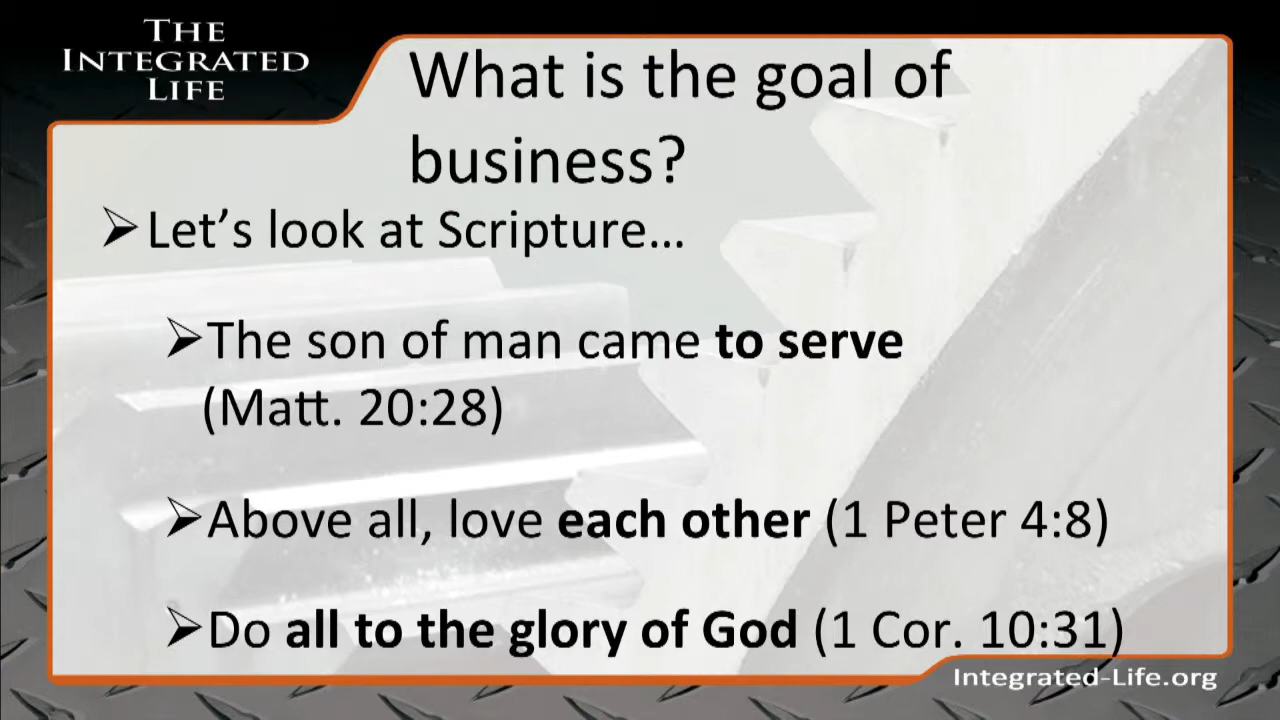 THE
INTEGRATED
LIFE
What is the goal of
business?
Let’s look at Scripture…
The son of man came to serve
(Matt. 20:28)
Above all, love each other (1 Peter 4:8)
Do all to the glory of God (1 Cor. 10:31)
Integrated-Life.org